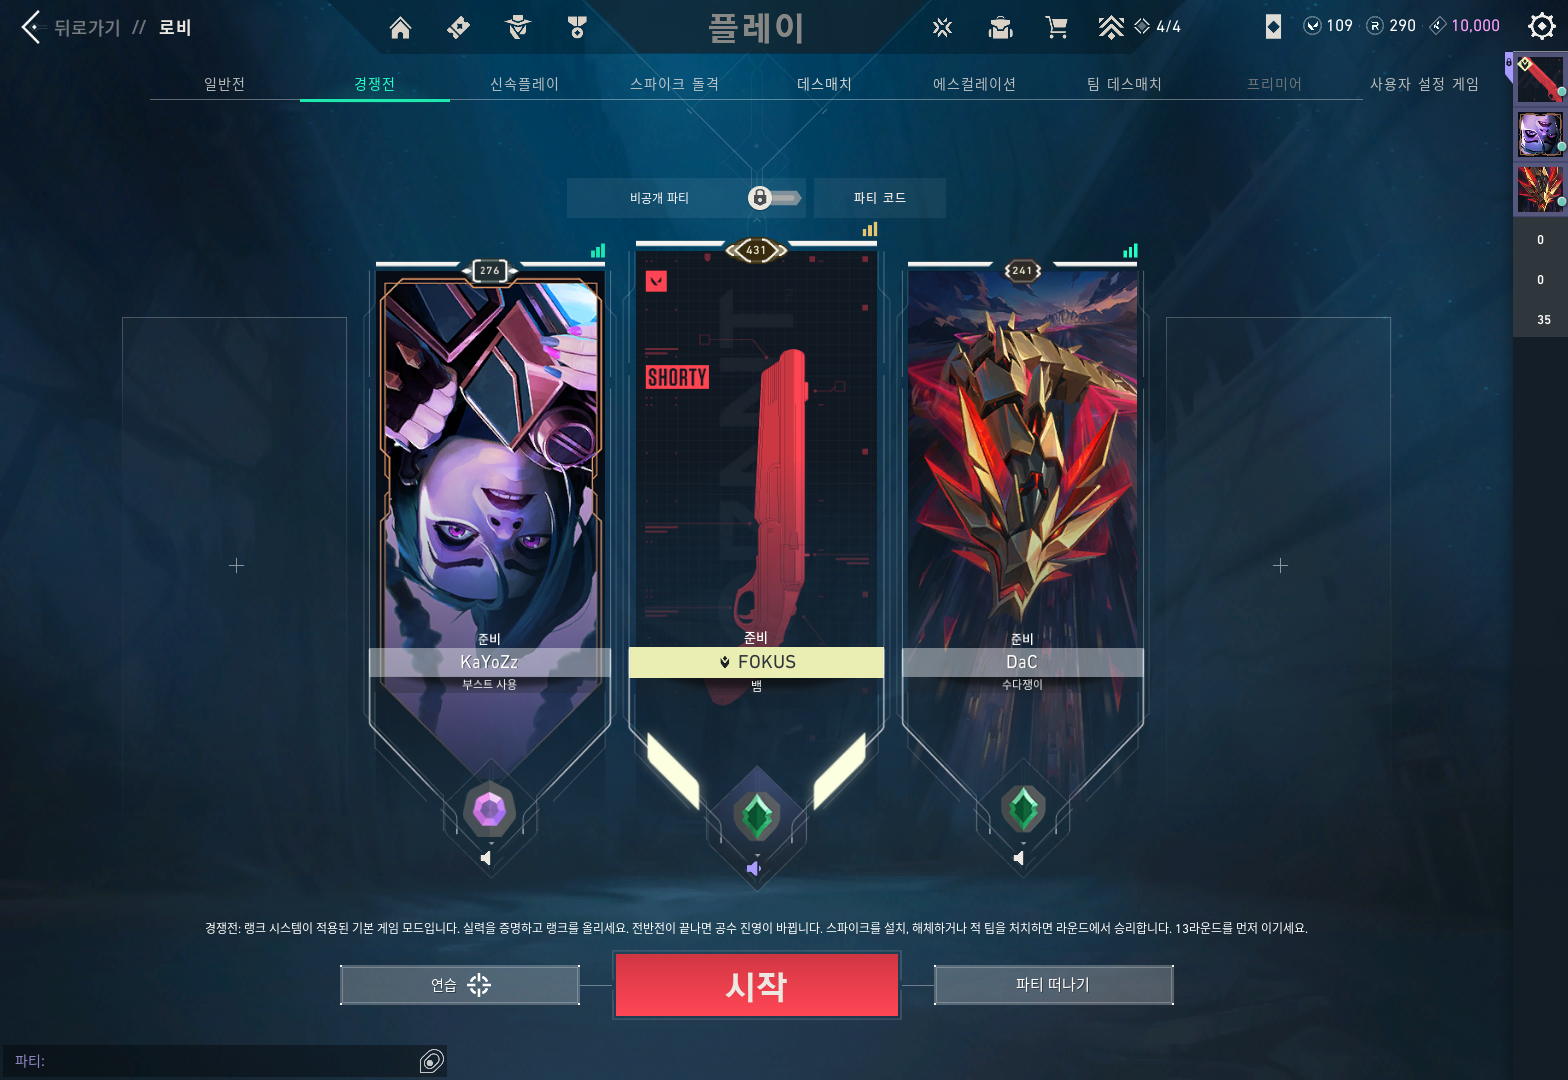 뒤로가기 // 로비
플레이
4/4
109
290
10,000
일반전
경쟁전
신속플레이
스파이크 돌격
데스매치
에스컬레이션
팀 데스매치
프리미어
사용자 설정 게임
비공개 파티
파티 코드
0
0
35
276
준비
KaYoZz
부스트 사용
431
SHORTY
준비
FOKUS
뱀
241
준비
DaC
수다쟁이
경쟁전: 랭크 시스템이 적용된 기본 게임 모드입니다. 실력을 증명하고 랭크를 올리세요. 전반전이 끝나면 공수 진영이 바뀝니다. 스파이크를 설치, 해체하거나 적 팀을 처치하면 라운드에서 승리합니다. 13라운드를 먼저 이기세요.
연습
시작
파티 떠나기
파티: